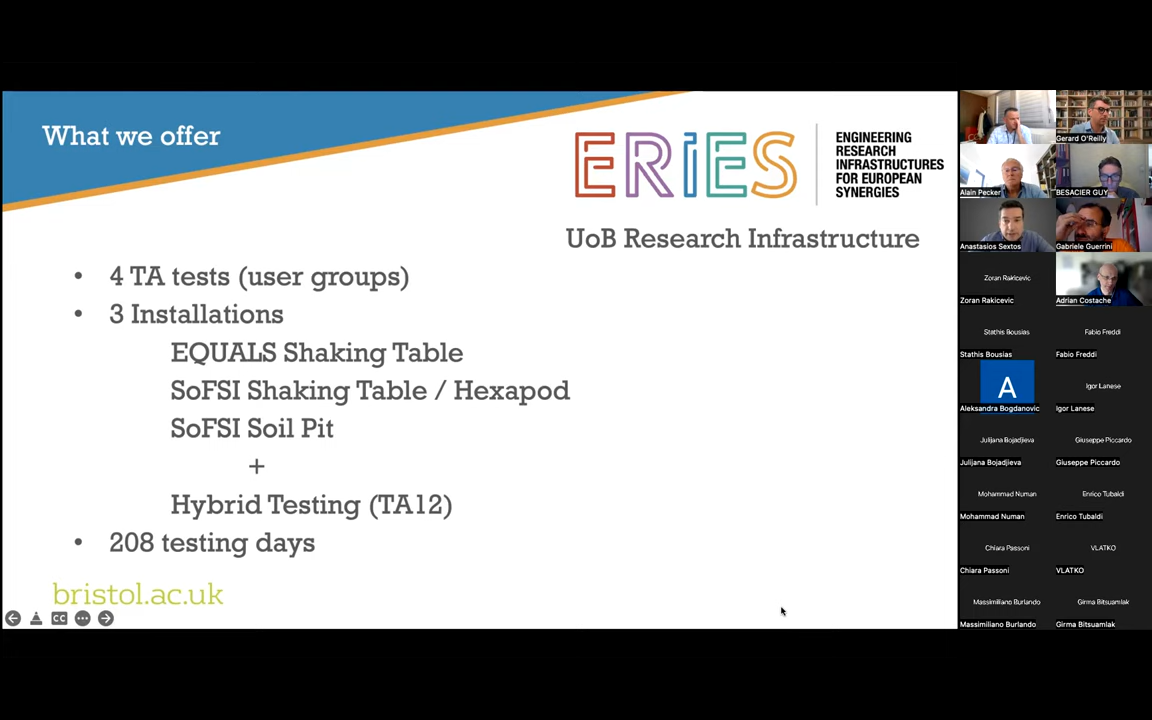 What we offer
ERIES
ENGINEERING
RESEARCH
INFRASTRUCTURES
FOR EUROPEAN
SYNERGIES
UoB Research Infrastructure
• 4 TA tests (user groups)
• 3 Installations
EQUALS Shaking Table
SoFSI Shaking Table / Hexapod
SoFSI Soil Pit
+
Hybrid Testing (TA12)
• 208 testing days
bristol.ac.uk
CC
Gerard O'Reilly
Alain Pecker
BESACIER GUY
Anastasios Sextos
Gabriele Guerrini
Zoran Rakicevic
Zoran Rakicevic
Adrian Costache
Stathis Bousias
Fabio Freddi
Stathis Bousias
Fabio Freddi
A
Igor Lanese
Aleksandra Bogdanovic
Igor Lanese
Julijana Bojadjieva
Giuseppe Piccardo
Julijana Bojadjieva
Giuseppe Piccardo
Mohammad Numan
Enrico Tubaldi
Mohammad Numan
Enrico Tubaldi
Chiara Passoni
VLATKO
Chiara Passoni
VLATKO
Massimiliano Burlando
Girma Bitsuamlak
Massimiliano Burlando
Girma Bitsuamlak